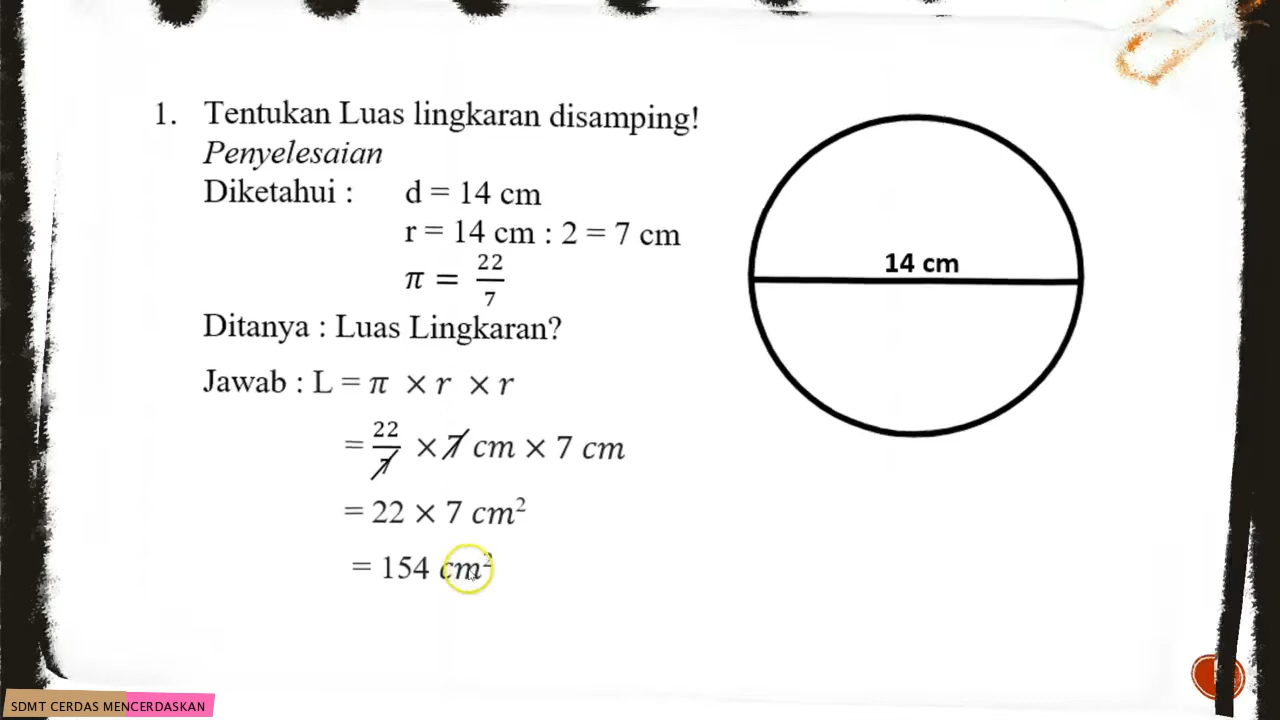 1. Tentukan Luas lingkaran disamping!
Penyelesaian
Diketahui : d = 14 cm
r = 14 cm : 2 = 7 cm
π = 22/7
Ditanya : Luas Lingkaran?
Jawab : L = π × r × r
= 22/7 × 7 cm × 7 cm
= 22 × 7 cm²
= 154 cm²
14 cm
SDMT CERDAS MENCERDASKAN